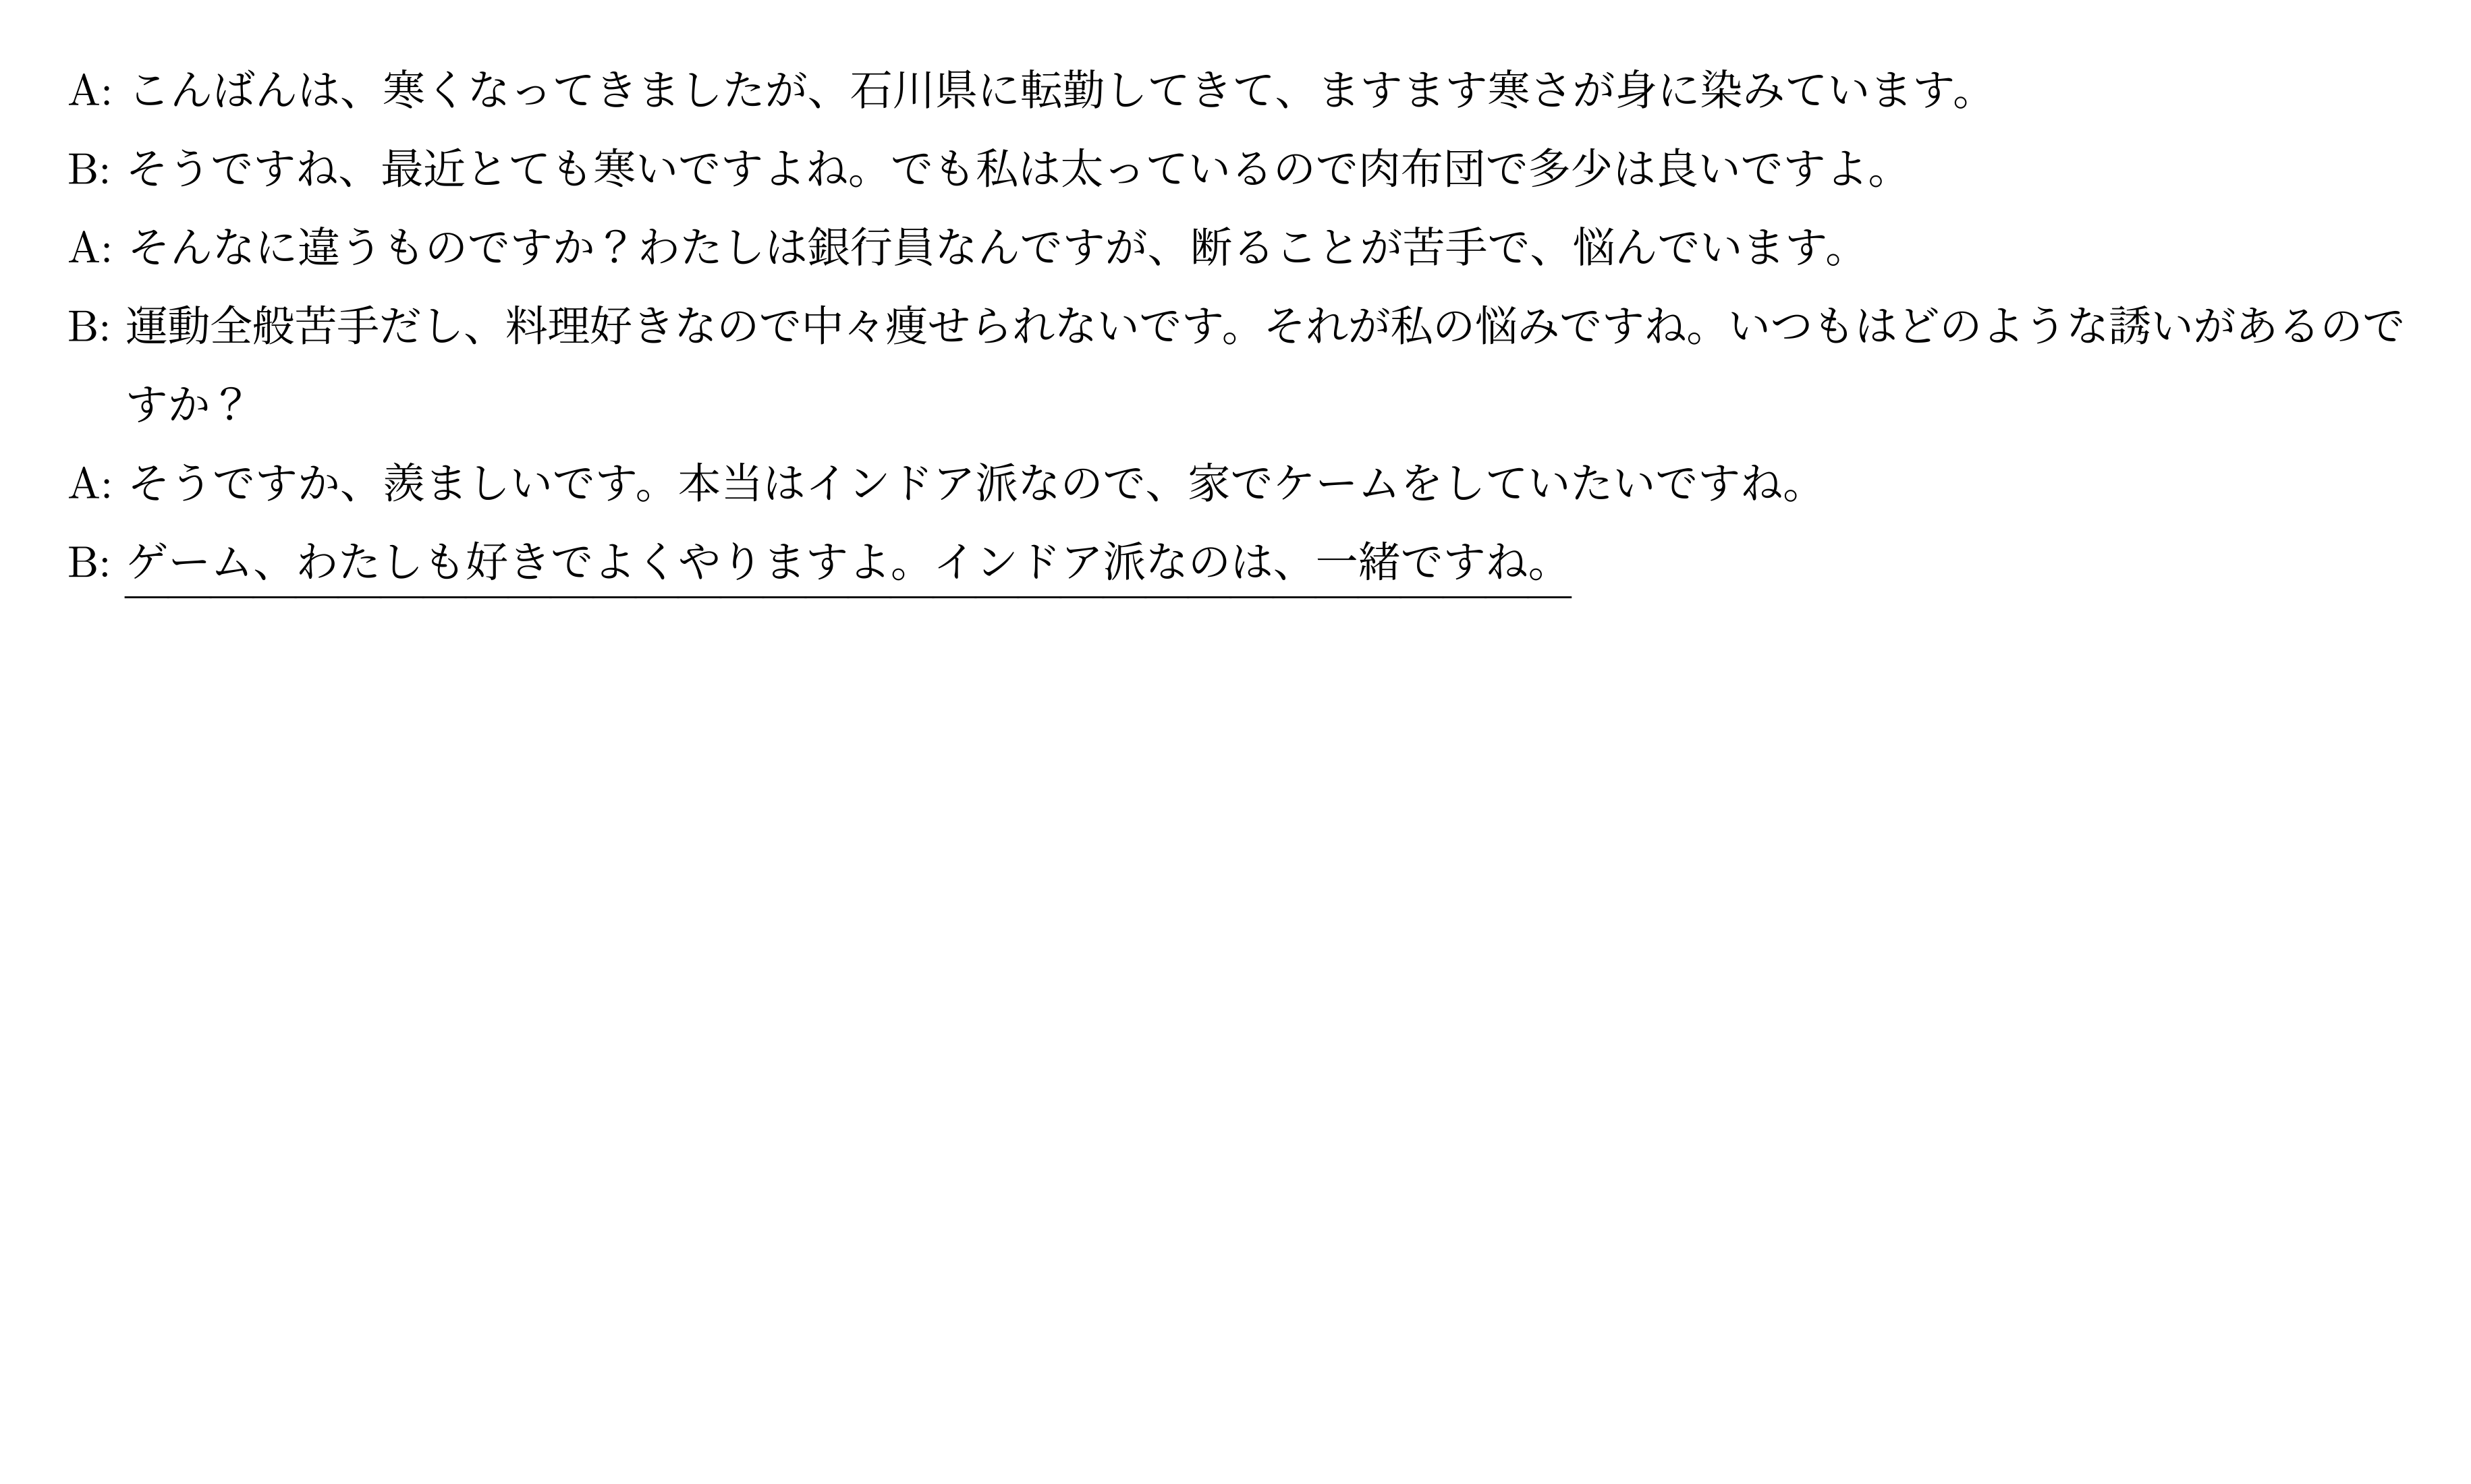 A: こんばんは、寒くなってきましたが、石川県に転勤してきて、ますます寒さが身に染みています。
B: そうですね、最近とても寒いですよね。でも私は太っているので肉布団で多少は良いですよ。
A: そんなに違うものですか？わたしは銀行員なんですが、断ることが苦手で、悩んでいます。
B: 運動全般苦手だし、料理好きなので中々痩せられないです。それが私の悩みですね。いつもはどのような誘いがあるので
すか？
A: そうですか、羨ましいです。本当はインドア派なので、家でケームをしていたいですね。
B: ゲーム、わたしも好きでよくやりますよ。インドア派なのは、一緒ですね。